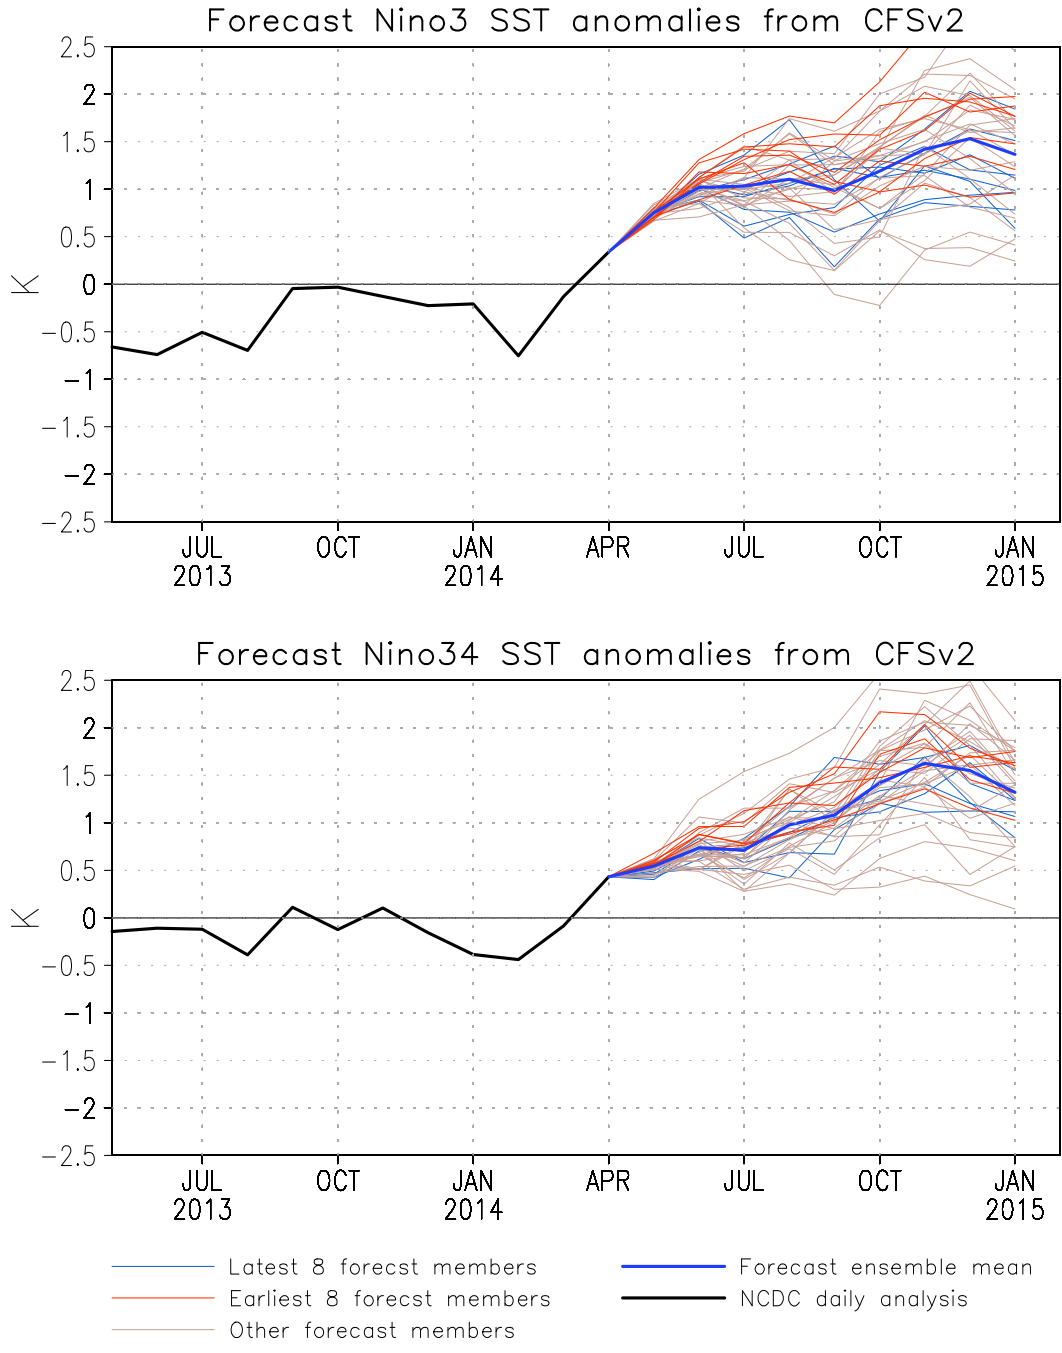 Forecast Nino3 SST anomalies from CFSv2
2.5
2
1.5
1
0.5
0
-0.5
-1
-1.5
-2
-2.5
K
JUL OCT JAN APR JUL OCT JAN
2013 2014 2015
Forecast Nino34 SST anomalies from CFSv2
2.5
2
1.5
1
0.5
0
-0.5
-1
-1.5
-2
-2.5
K
JUL OCT JAN APR JUL OCT JAN
2013 2014 2015
Latest 8 forecst members Forecast ensemble mean
Earliest 8 forecst members NCDC daily analysis
Other forecast members